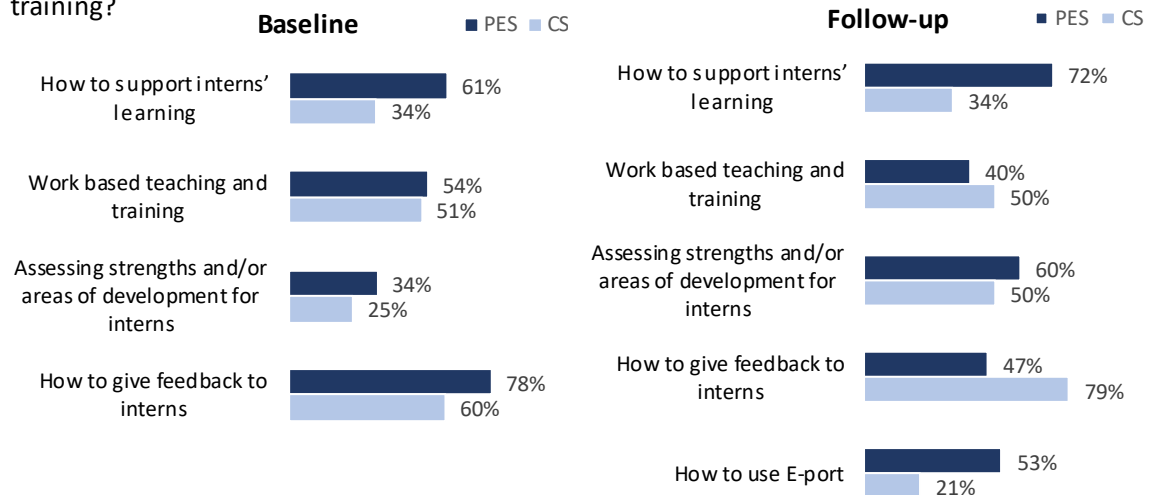 training?
Baseline
PES CS
How to support interns'
learning
61%
34%
Work based teaching and
training
54%
51%
Assessing strengths and/or
areas of development for
interns
34%
25%
How to give feedback to
interns
78%
60%
Follow-up
PES CS
How to support interns'
learning
72%
34%
Work based teaching and
training
40%
50%
Assessing strengths and/or
areas of development for
interns
60%
50%
How to give feedback to
interns
47%
79%
How to use E-port
53%
21%